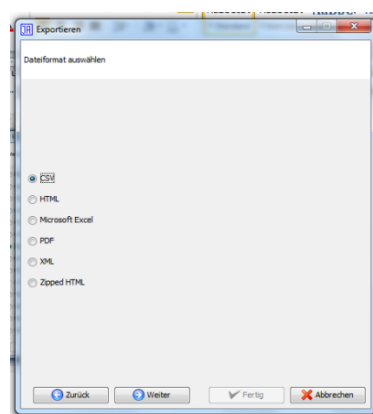 Exportieren
Dateiformat auswählen
CSV
HTML
Microsoft Excel
PDF
XML
Zipped HTML
Zurück Weiter Fertig Abbrechen